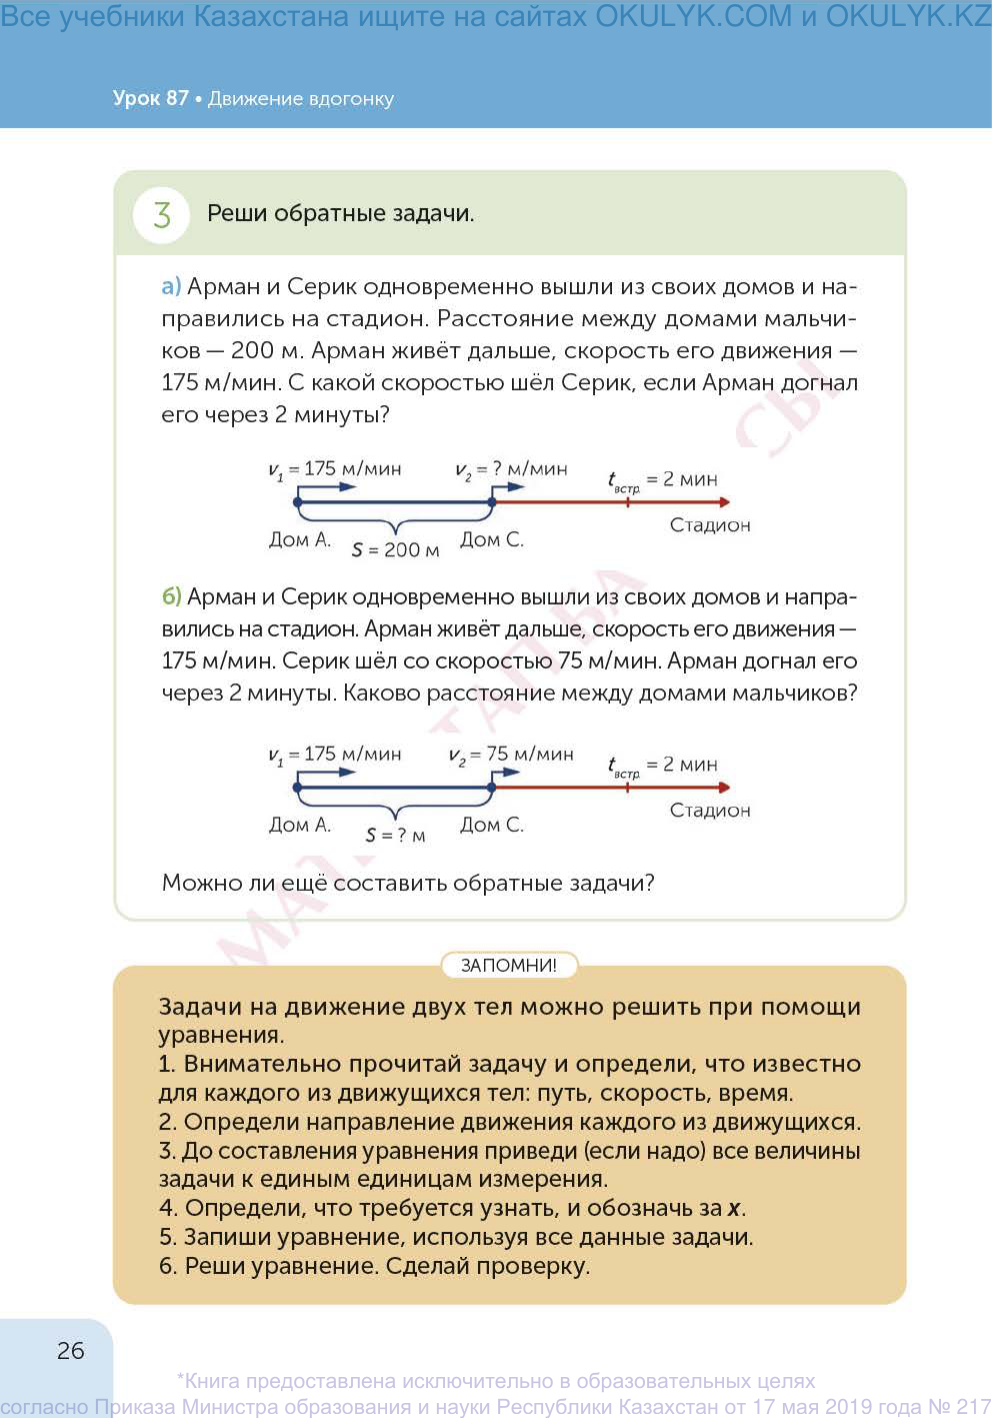 Все учебники Казахстана ищите на сайтах OKULYK.COM и OKULYK.KZ
Урок 87 • Движение вдогонку
3 Реши обратные задачи.
а) Арман и Серик одновременно вышли из своих домов и на-
правились на стадион. Расстояние между домами мальчи-
ков — 200 м. Арман живёт дальше, скорость его движения —
175 м/мин. С какой скоростью шёл Серик, если Арман догнал
его через 2 минуты?
v₁ = 175 м/мин v₂ = ? м/мин tвстр. = 2 мин
Стадион
Дом А. S = 200 м Дом С.
б) Арман и Серик одновременно вышли из своих домов и напра-
вились на стадион. Арман живёт дальше, скорость его движения —
175 м/мин. Серик шёл со скоростью 75 м/мин. Арман догнал его
через 2 минуты. Каково расстояние между домами мальчиков?
v₁ = 175 м/мин v₂ = 75 м/мин tвстр. = 2 мин
Стадион
Дом А. S = ? м Дом С.
Можно ли ещё составить обратные задачи?
ЗАПОМНИ!
Задачи на движение двух тел можно решить при помощи
уравнения.
1. Внимательно прочитай задачу и определи, что известно
для каждого из движущихся тел: путь, скорость, время.
2. Определи направление движения каждого из движущихся.
3. До составления уравнения приведи (если надо) все величины
задачи к единым единицам измерения.
4. Определи, что требуется узнать, и обозначь за x.
5. Запиши уравнение, используя все данные задачи.
6. Реши уравнение. Сделай проверку.
26
*Книга предоставлена исключительно в образовательных целях
согласно Приказа Министра образования и науки Республики Казахстан от 17 мая 2019 года № 217